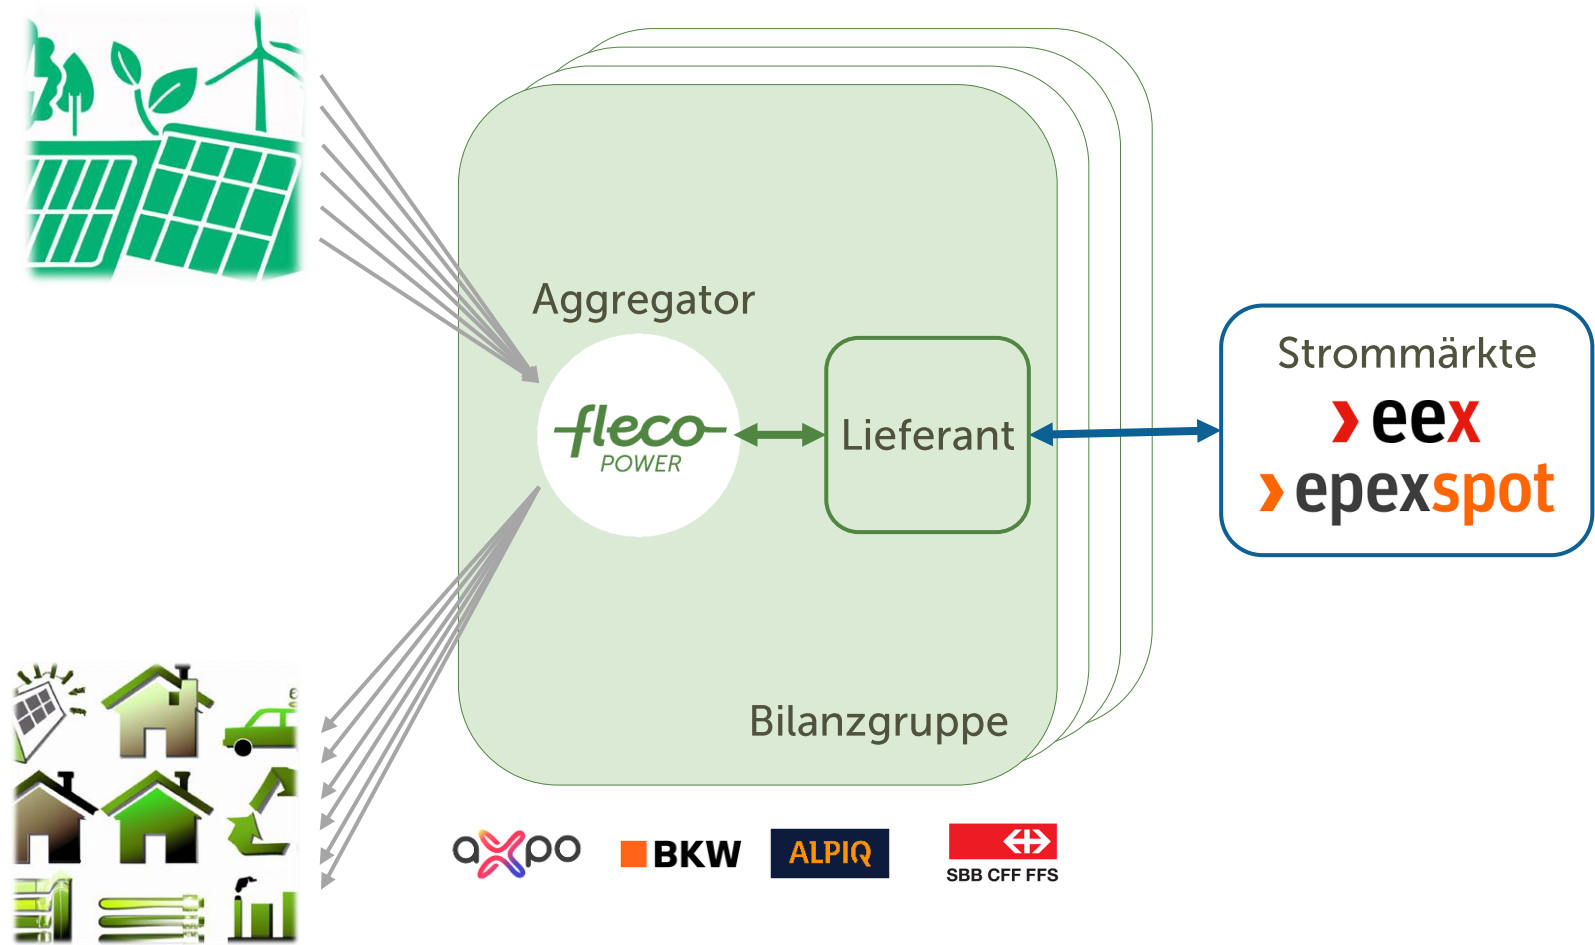 Aggregator
fleco
POWER
Lieferant
Strommärkte
eex
epexspot
Bilanzgruppe
axpo
BKW
ALPIQ
SBB CFF FFS